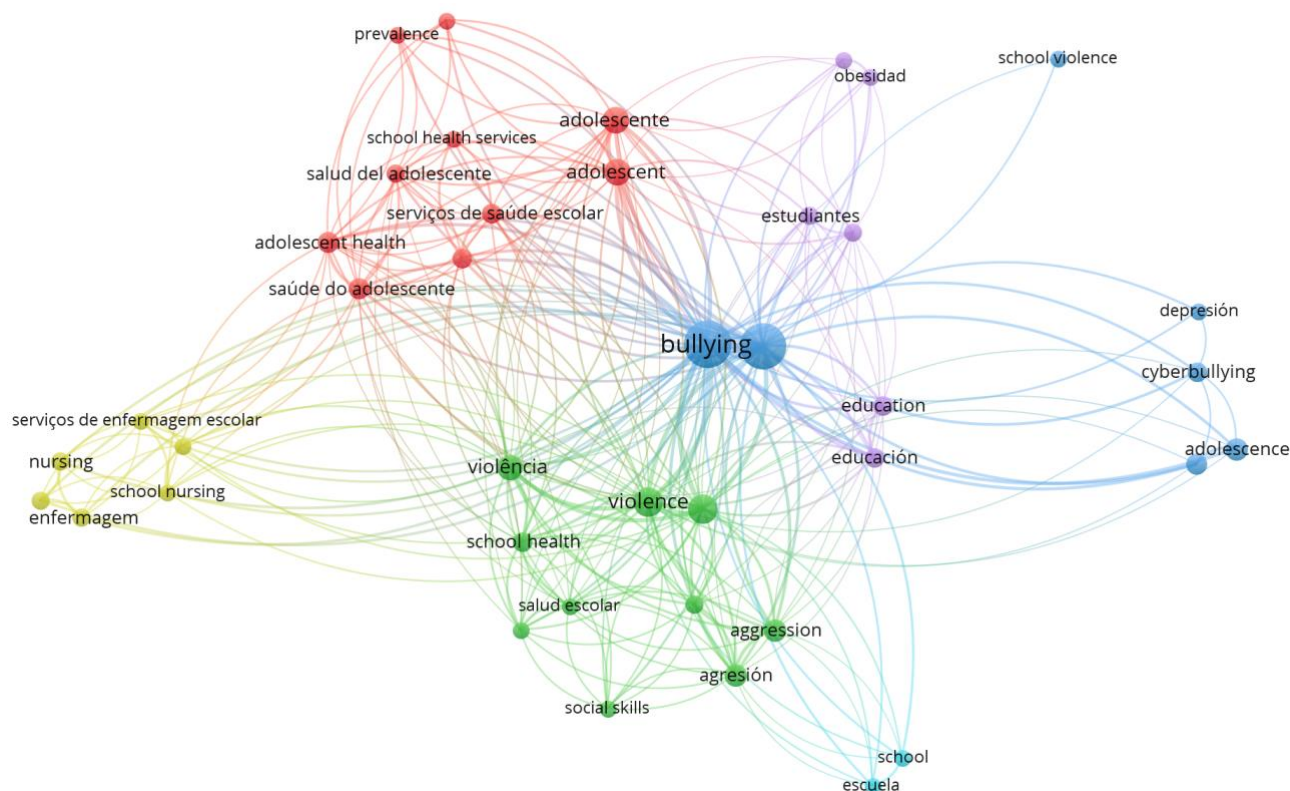 prevalence
school violence
obesidad
adolescente
school health services
adolescent
salud del adolescente
serviços de saúde escolar
estudiantes
adolescent health
saúde do adolescente
depresión
bullying
cyberbullying
education
serviços de enfermagem escolar
adolescence
educación
nursing
violência
school nursing
violence
enfermagem
school health
salud escolar
aggression
agresión
social skills
school
escuela